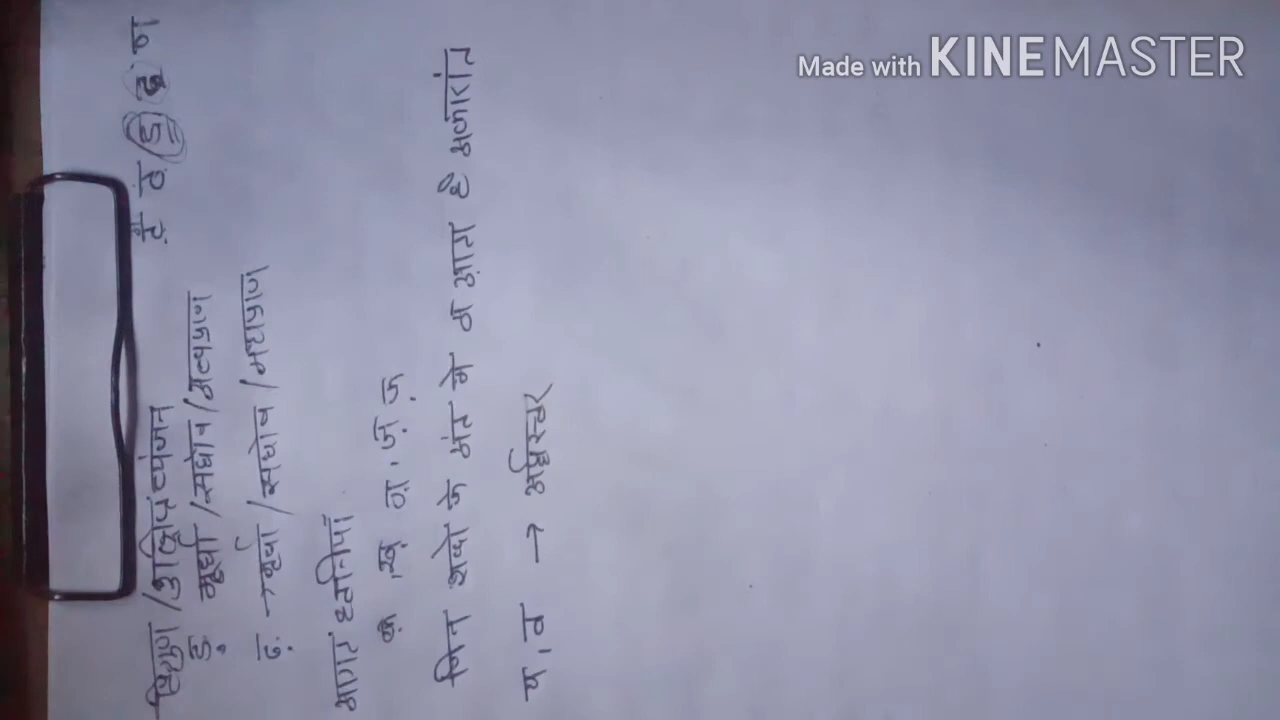 Made with KINEMASTER
द्विगुण / उत्क्षिप्त व्यंजन ट ठ ड ढ ण
ड़ मूर्धा / सघोष / अल्पप्राण
ढ़ → मूर्धा / सघोष / महाप्राण
आगत ध्वनियाँ
क़, ख़, ग़, ज़, फ़
जिन शब्दो के अंत मे आता है अकारांत
य, व → अर्द्धस्वर